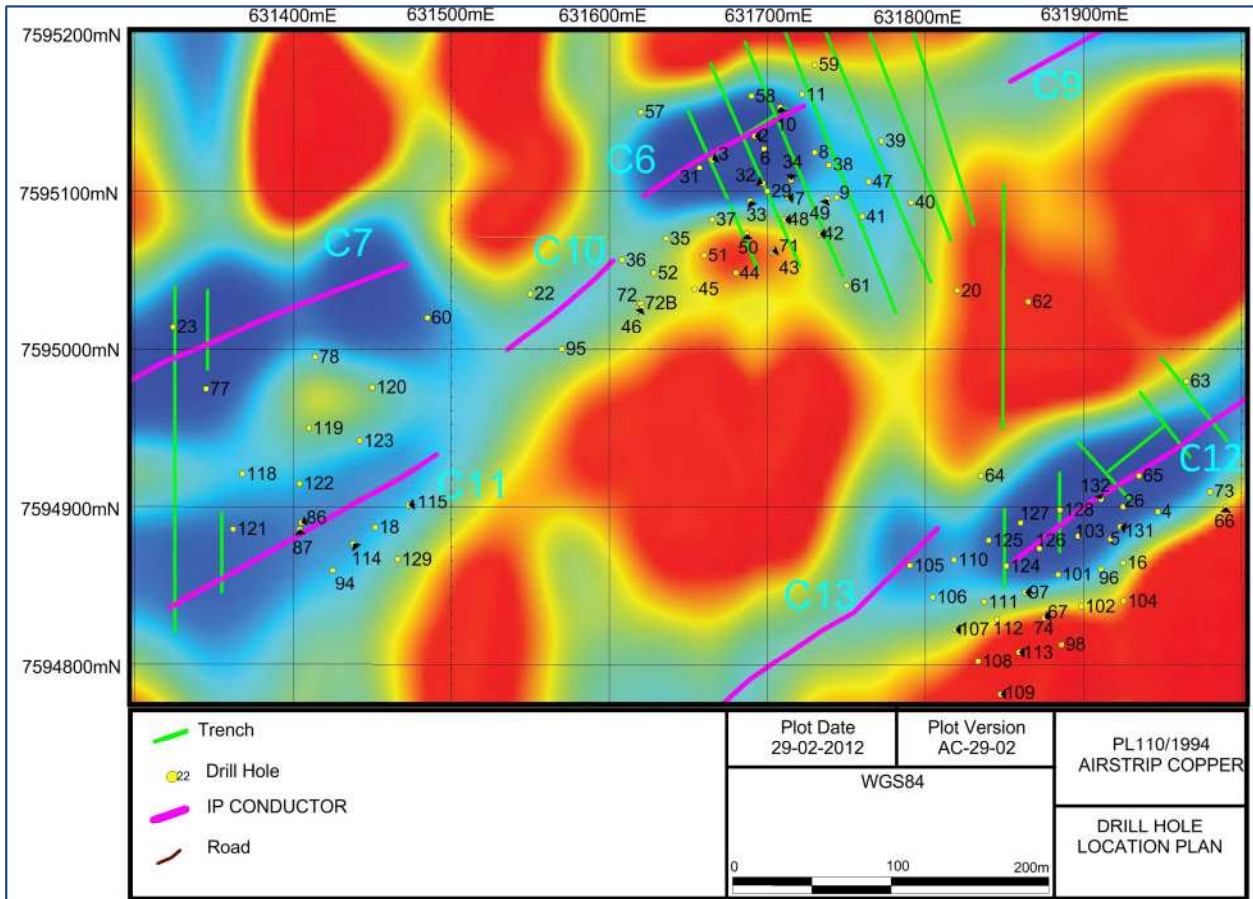 631400mE 631500mE 631600mE 631700mE 631800mE 631900mE
7595200mN
59
C9
58 11
57
10
2
39
C6 3 6 34 8 38
31 32 47
7595100mN
29 9 40
7 49 41
33 48
37
42
35 50 71
C7 C10 36 51 43
52 44
22 72 72B 45 61 20 62
46
23 60
7595000mN
95
78
63
77 120
119
123
64 65 C12
118 122 C11 132 73
115 26
7594900mN
127 128 4 66
121 86 18 103 131
87 125 126 5
114 129 110 124
94 105 101 96 16
C13 106 111 97
67 102 104
107 112 74
98
113
7594800mN
108
109
Trench
22 Drill Hole
IP CONDUCTOR
Road
Plot Date
29-02-2012
Plot Version
AC-29-02
WGS84
0 100 200m
PL110/1994
AIRSTRIP COPPER
DRILL HOLE
LOCATION PLAN